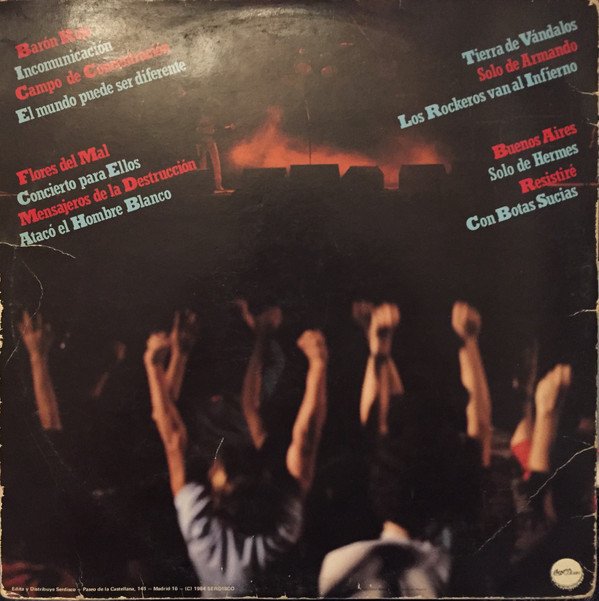 Barón Rojo
Incomunicación
Campo de Concentración
El mundo puede ser diferente
Flores del Mal
Concierto para Ellos
Mensajeros de la Destrucción
Atacó el Hombre Blanco
Tierra de Vándalos
Solo de Armando
Los Rockeros van al Infierno
Buenos Aires
Solo de Hermes
Resistiré
Con Botas Sucias
Edita y Distribuye Serdisco – Paseo de la Castellana, 141 – Madrid 16 – (C) 1984 SERDISCO